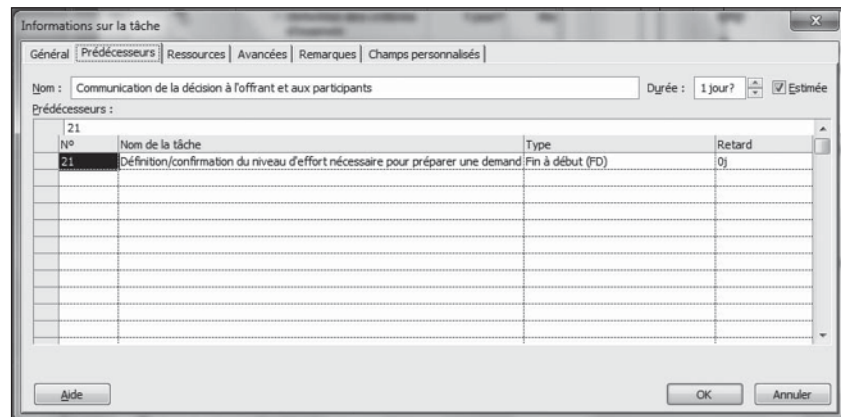 Informations sur la tâche
Général Prédécesseurs Ressources Avancées Remarques Champs personnalisés
Nom : Communication de la décision à l'offrant et aux participants Durée : 1 jour? Estimée
Prédécesseurs :
21
N° Nom de la tâche Type Retard
21 Définition/confirmation du niveau d'effort nécessaire pour préparer une demand Fin à début (FD) 0j
Aide OK Annuler